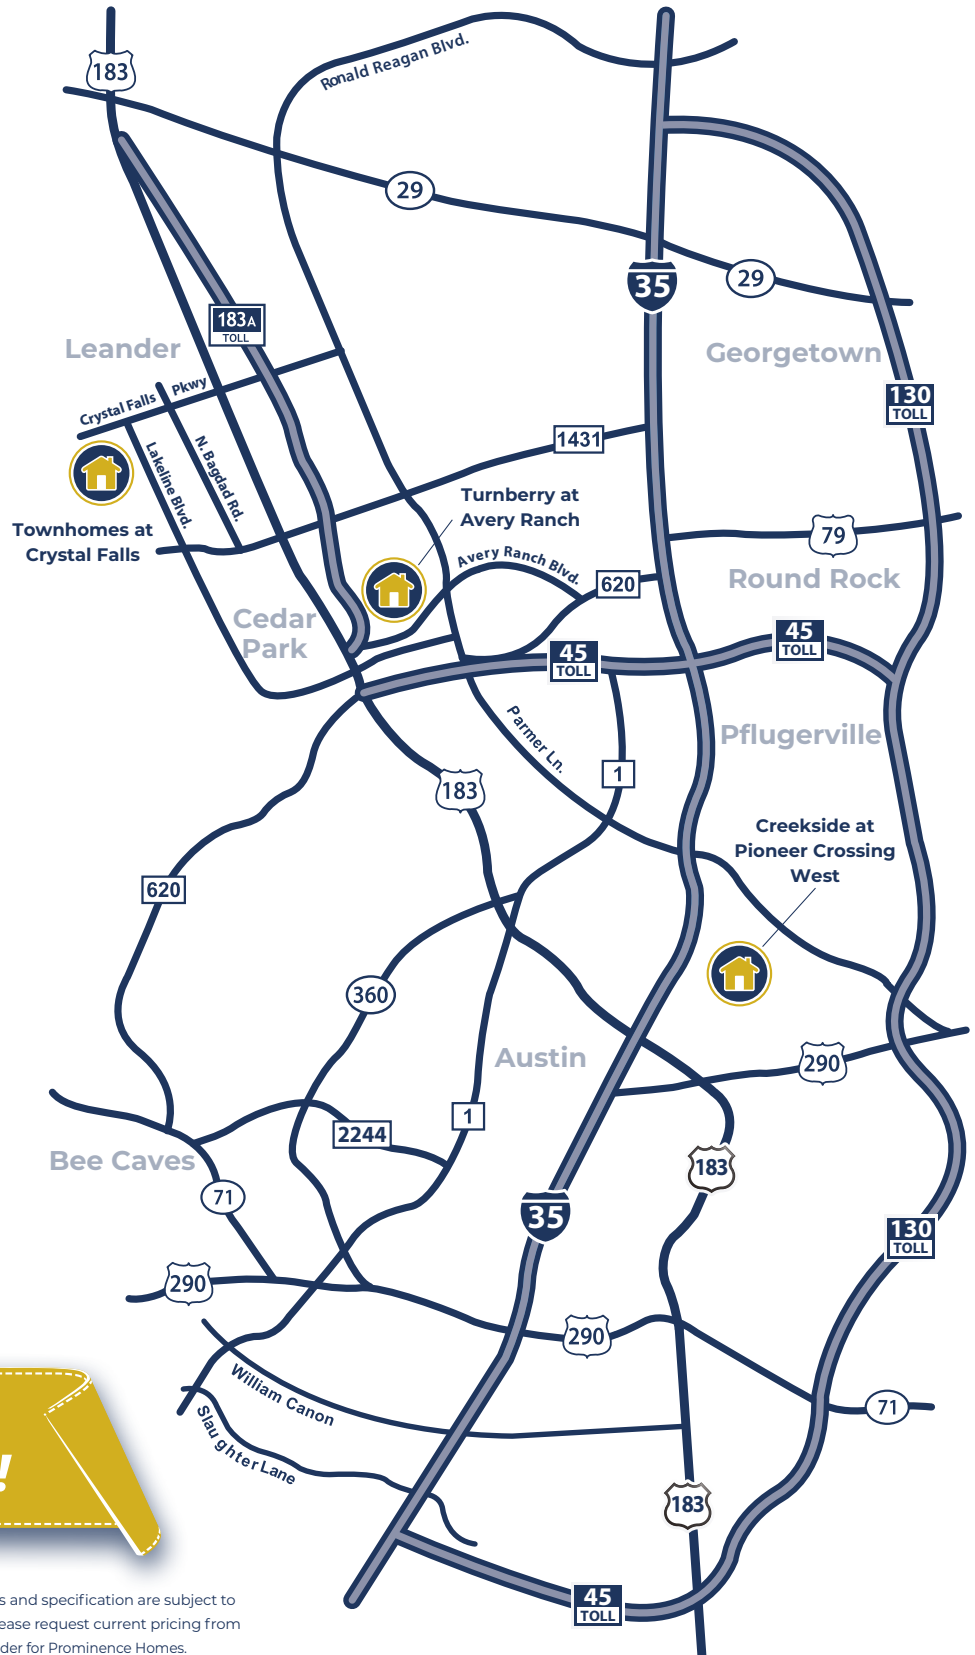 183
Ronald Reagan Blvd.
29
35
29
183A
TOLL
Leander
Georgetown
130
TOLL
Crystal Falls Pkwy
Lakeline Blvd.
N. Bagdad Rd.
1431
Turnberry at
Avery Ranch
Townhomes at
Crystal Falls
79
Avery Ranch Blvd.
620
Round Rock
Cedar
Park
45
TOLL
45
TOLL
Parmer Ln.
Pflugerville
1
183
Creekside at
Pioneer Crossing
West
620
360
Austin
290
1
2244
Bee Caves
183
71
35
130
TOLL
290
290
William Canon
71
Slaughter Lane
!
183
45
TOLL
s and specification are subject to
ease request current pricing from
der for Prominence Homes.